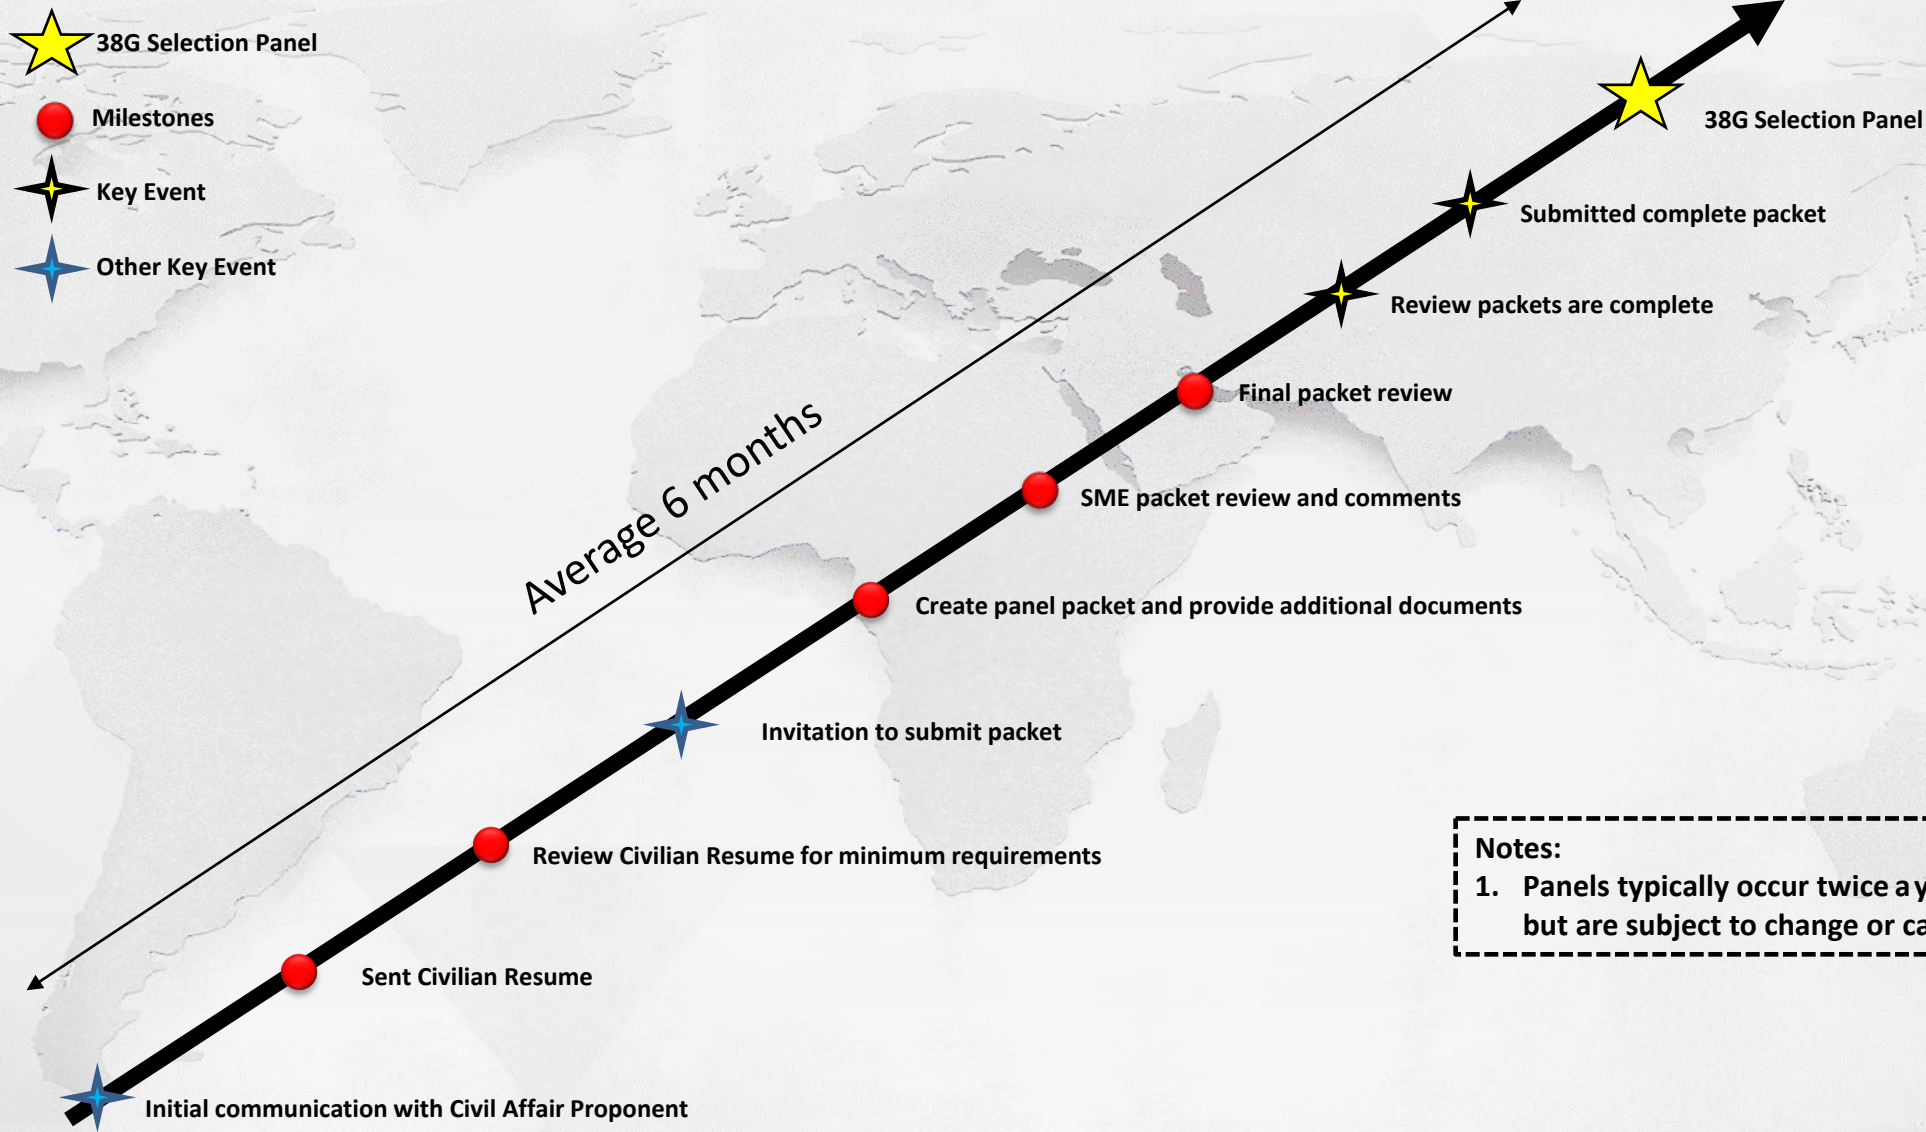 38G Selection Panel
Milestones
Key Event
Other Key Event
38G Selection Panel
Submitted complete packet
Review packets are complete
Final packet review
SME packet review and comments
Create panel packet and provide additional documents
Average 6 months
Invitation to submit packet
Review Civilian Resume for minimum requirements
Sent Civilian Resume
Initial communication with Civil Affair Proponent
Notes:
1. Panels typically occur twice a
but are subject to change or